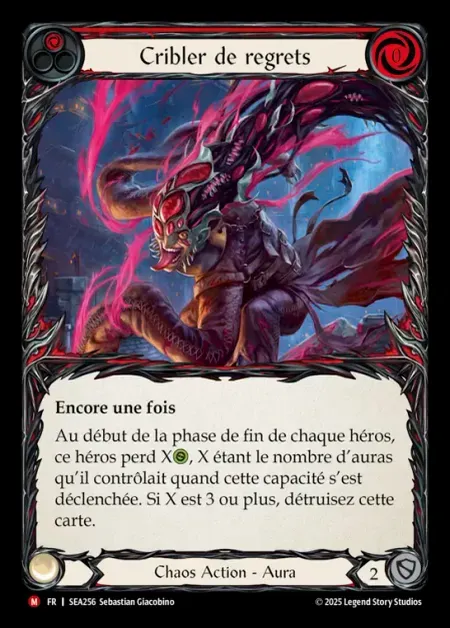 Cribler de regrets
0
Encore une fois
Au début de la phase de fin de chaque héros,
ce héros perd X, X étant le nombre d'auras
qu'il contrôlait quand cette capacité s'est
déclenchée. Si X est 3 ou plus, détruisez cette
carte.
Chaos Action - Aura
2
M FR | SEA256 Sebastian Giacobino
© 2025 Legend Story Studios